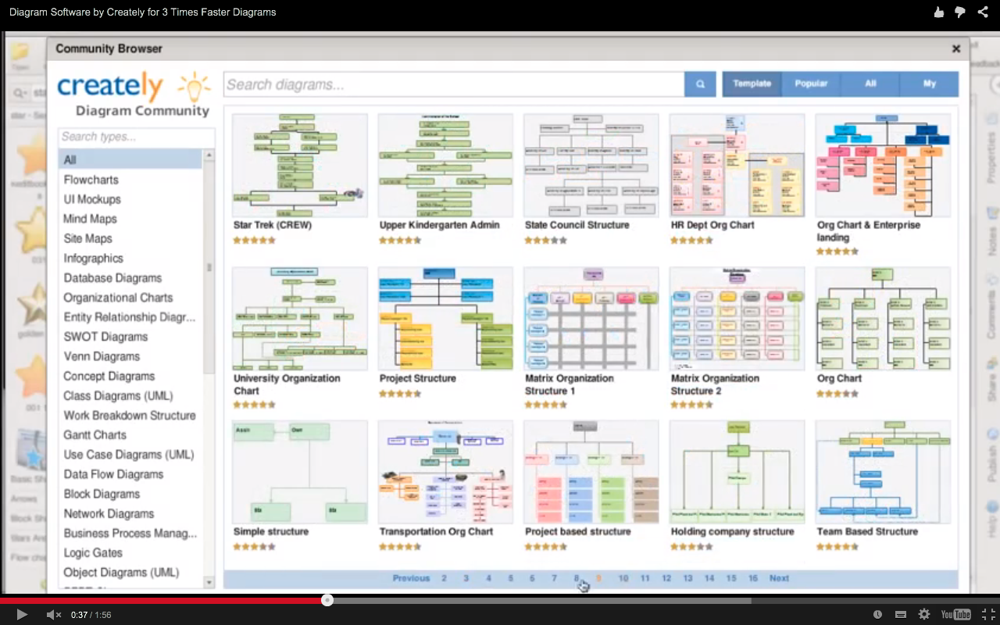 Diagram Software by Creately for 3 Times Faster Diagrams
Community Browser
creately
Diagram Community
Search diagrams...
Template Popular All My
Search types...
All
Flowcharts
UI Mockups
Mind Maps
Site Maps
Infographics
Database Diagrams
Organizational Charts
Entity Relationship Diagr...
SWOT Diagrams
Venn Diagrams
Concept Diagrams
Class Diagrams (UML)
Work Breakdown Structure
Gantt Charts
Use Case Diagrams (UML)
Data Flow Diagrams
Block Diagrams
Network Diagrams
Business Process Manag...
Logic Gates
Object Diagrams (UML)
Star Trek (CREW)
Upper Kindergarten Admin
State Council Structure
HR Dept Org Chart
Org Chart & Enterprise
landing
University Organization
Chart
Project Structure
Matrix Organization
Structure 1
Matrix Organization
Structure 2
Org Chart
Simple structure
Transportation Org Chart
Project based structure
Holding company structure
Team Based Structure
Previous 2 3 4 5 6 7 8 9 10 11 12 13 14 15 16 Next
Properties
Notes
Comments
Share
Publish
Help
0:37 / 1:56
YouTube